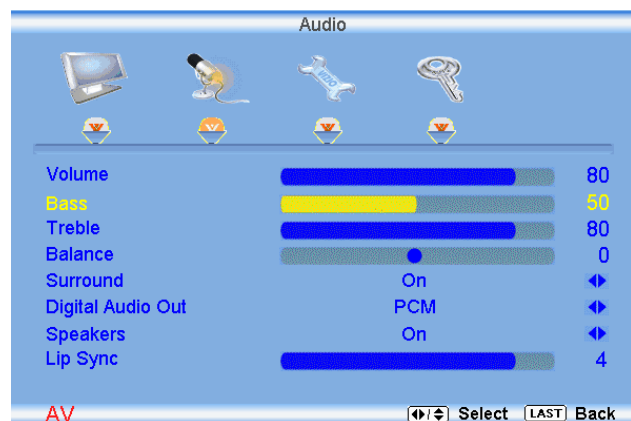 Audio
Volume 80
Bass 50
Treble 80
Balance 0
Surround On
Digital Audio Out PCM
Speakers On
Lip Sync 4
AV Select LAST Back